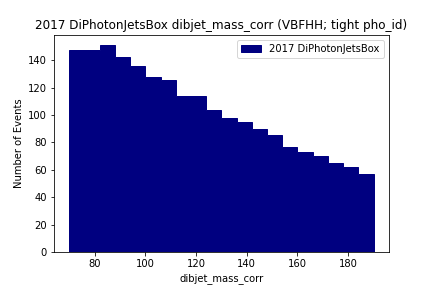 2017 DiPhotonJetsBox dibjet_mass_corr (VBFHH; tight pho_id)
2017 DiPhotonJetsBox
Number of Events
140
120
100
80
60
40
20
0
80 100 120 140 160 180
dibjet_mass_corr